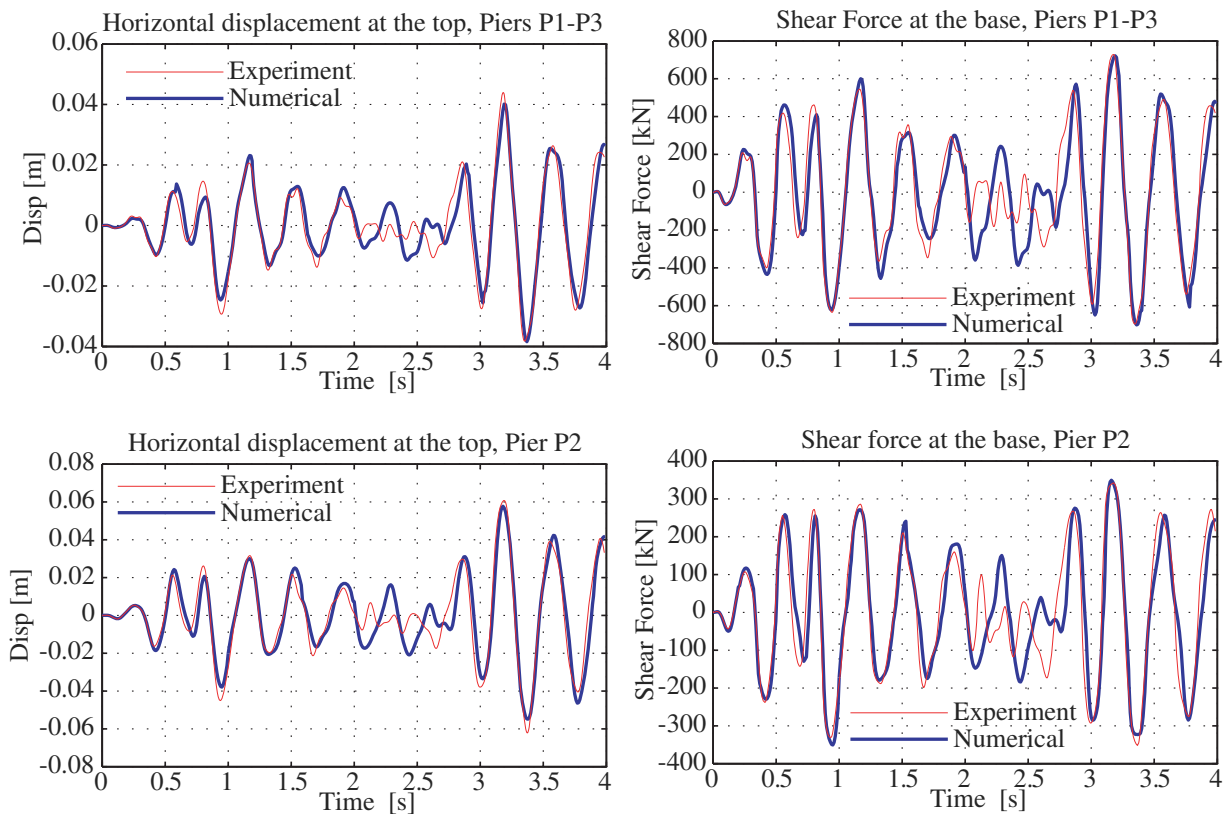 Horizontal displacement at the top, Piers P1-P3
0.06
0.04
0.02
0
-0.02
-0.04
Disp [m]
Experiment
Numerical
0 0.5 1 1.5 2 2.5 3 3.5 4
Time [s]
Shear Force at the base, Piers P1-P3
800
600
400
200
0
-200
-400
-600
-800
Shear Force [kN]
Experiment
Numerical
0 0.5 1 1.5 2 2.5 3 3.5 4
Time [s]
Horizontal displacement at the top, Pier P2
0.08
0.06
0.04
0.02
0
-0.02
-0.04
-0.06
-0.08
Disp [m]
Experiment
Numerical
0 0.5 1 1.5 2 2.5 3 3.5 4
Time [s]
Shear force at the base, Pier P2
400
300
200
100
0
-100
-200
-300
-400
Shear Force [kN]
Experiment
Numerical
0 0.5 1 1.5 2 2.5 3 3.5 4
Time [s]